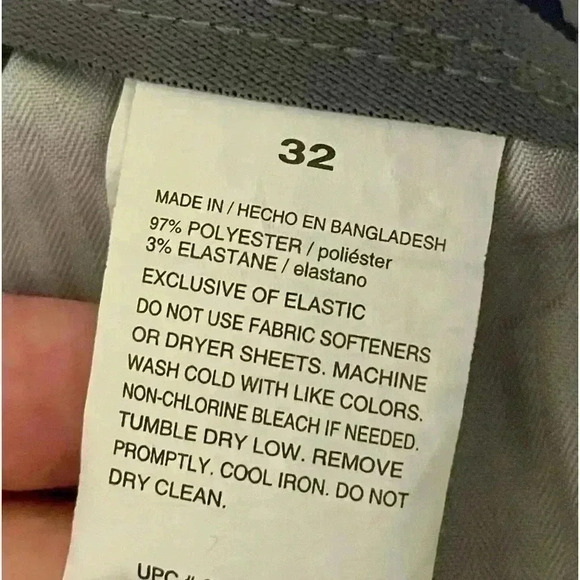 32
MADE IN / HECHO EN BANGLADESH
97% POLYESTER / poliéster
3% ELASTANE / elastano
EXCLUSIVE OF ELASTIC
DO NOT USE FABRIC SOFTENERS
OR DRYER SHEETS. MACHINE
WASH COLD WITH LIKE COLORS.
NON-CHLORINE BLEACH IF NEEDED.
TUMBLE DRY LOW. REMOVE
PROMPTLY. COOL IRON. DO NOT
DRY CLEAN.
UPC